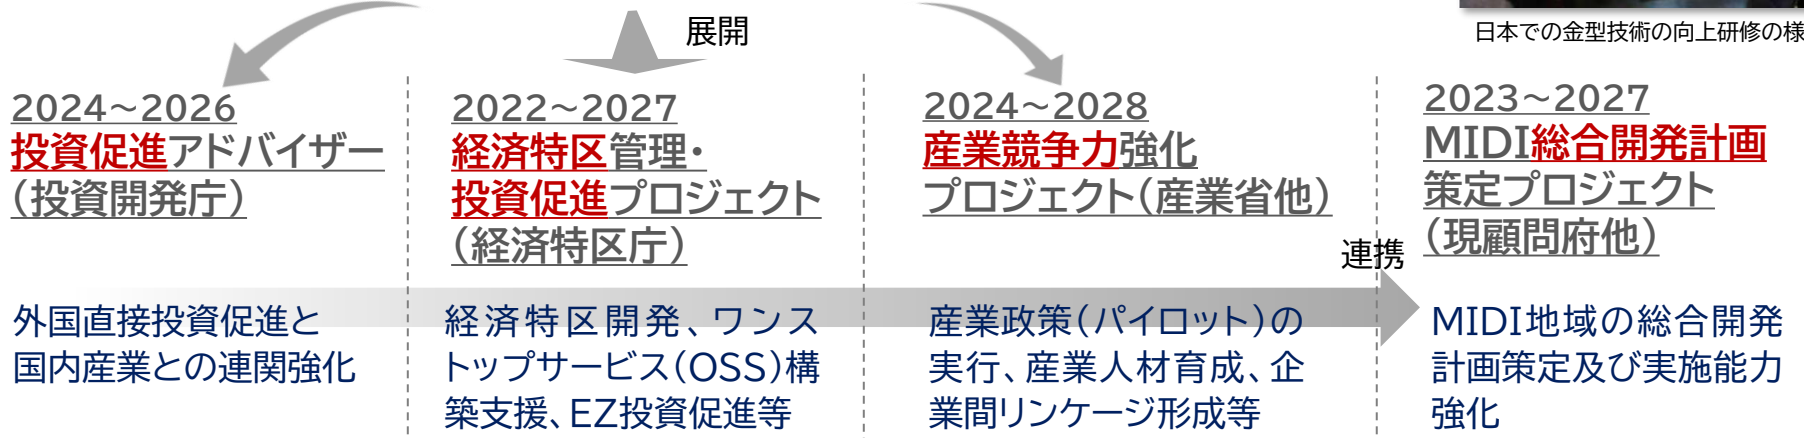 展開
日本での金型技術の向上研修の様
2024~2026
投資促進アドバイザー
(投資開発庁)
外国直接投資促進と
国内産業との連関強化
2022~2027
経済特区管理・
投資促進プロジェクト
(経済特区庁)
経済特区開発、ワンス
トップサービス(OSS)構
築支援、EZ投資促進等
2024~2028
産業競争力強化
プロジェクト(産業省他)
産業政策(パイロット)の
実行、産業人材育成、企
業間リンケージ形成等
連携
2023~2027
MIDI総合開発計画
策定プロジェクト
(現顧問府他)
MIDI地域の総合開発
計画策定及び実施能力
強化